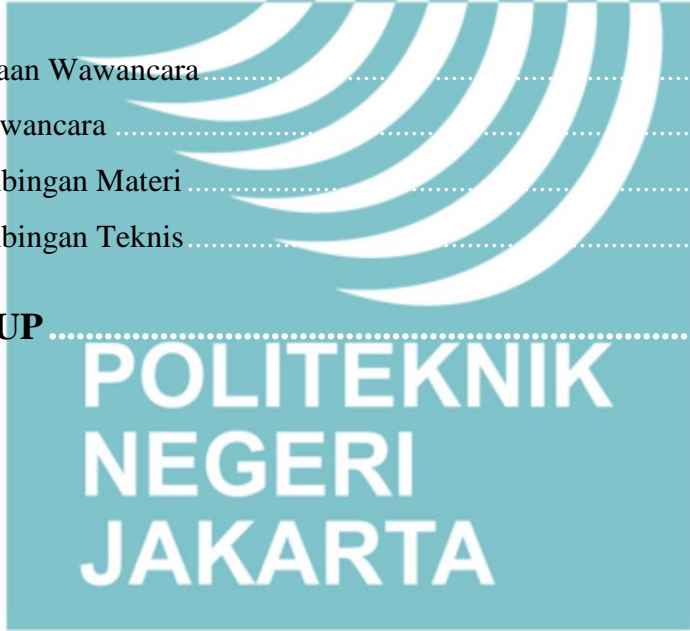 aan Wawancara
wancara
bingan Materi
bingan Teknis
UP
POLITEKNIK
NEGERI
JAKARTA